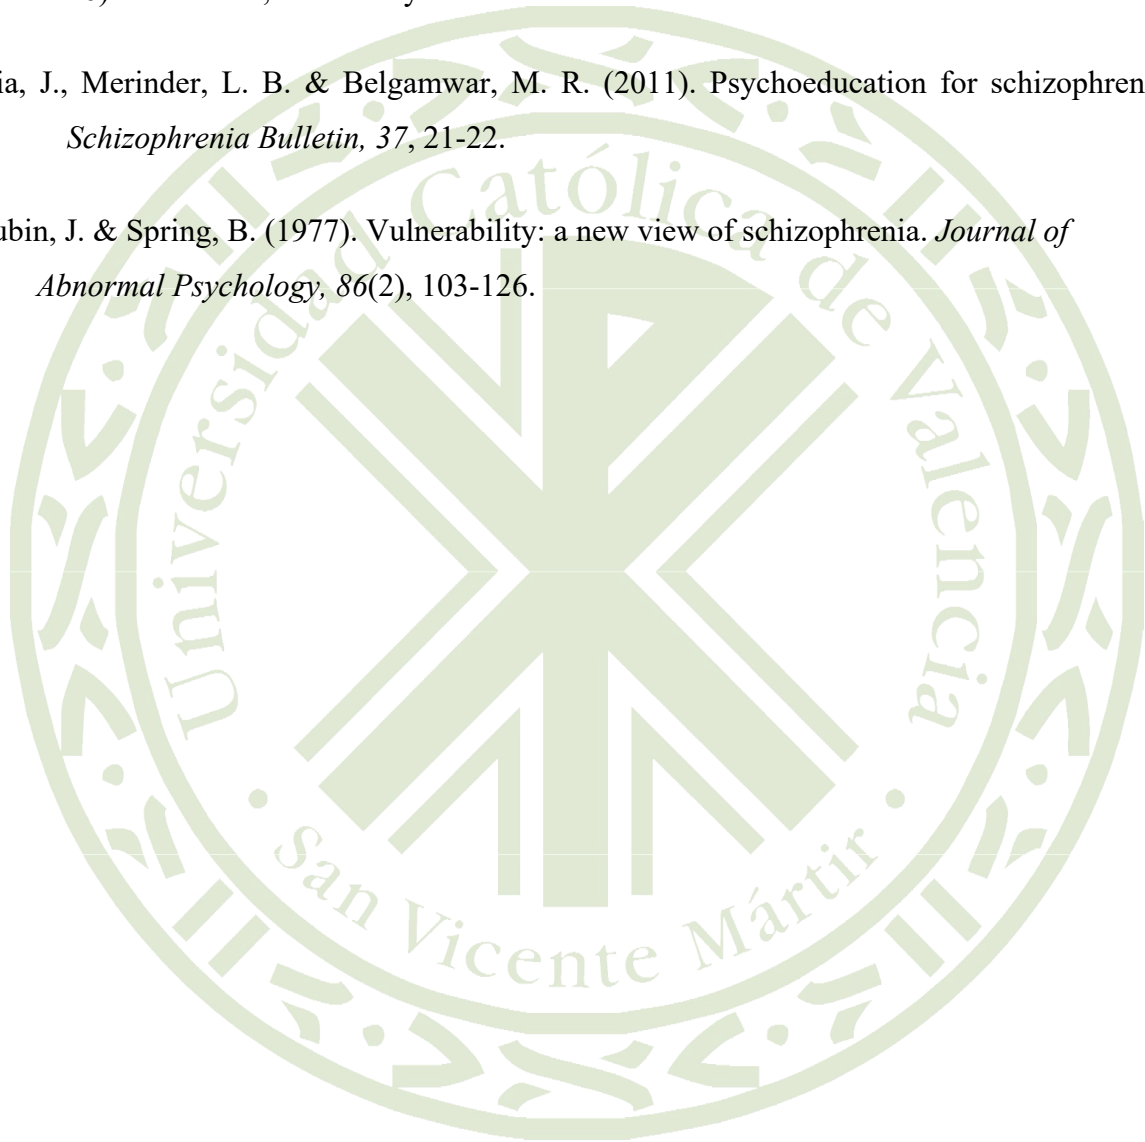 ia, J., Merinder, L. B. & Belgamwar, M. R. (2011). Psychoeducation for schizophren
Schizophrenia Bulletin, 37, 21-22.
ubin, J. & Spring, B. (1977). Vulnerability: a new view of schizophrenia. Journal of
Abnormal Psychology, 86(2), 103-126.
Universidad Católica de Valencia
San Vicente Mártir